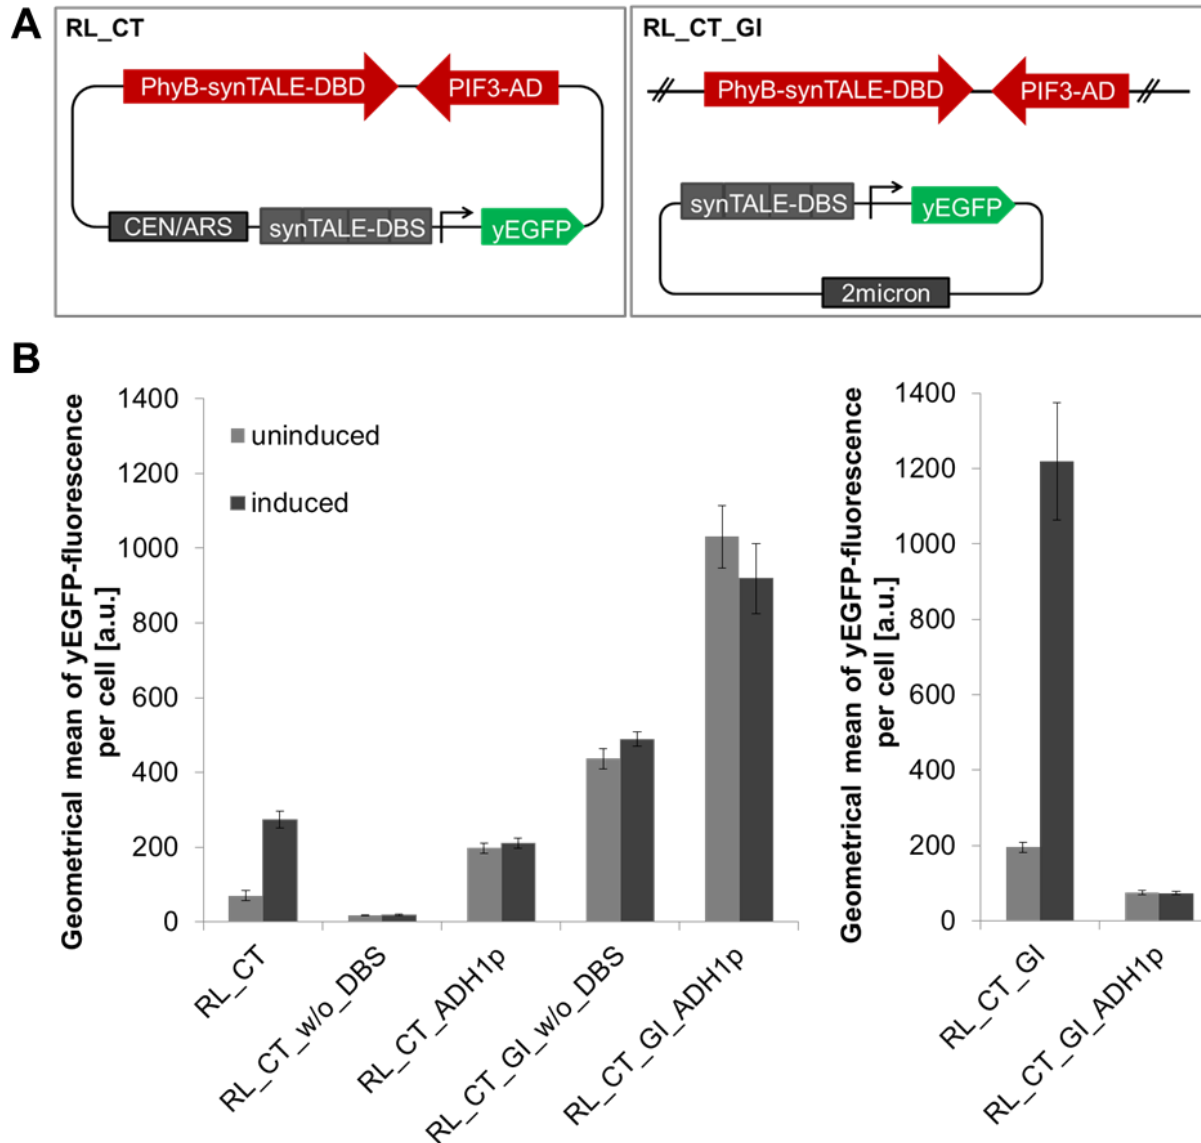 A
RL_CT
PhyB-synTALE-DBD
PIF3-AD
CEN/ARS
synTALE-DBS
yEGFP
RL_CT_GI
PhyB-synTALE-DBD
PIF3-AD
synTALE-DBS
yEGFP
2micron
B
Geometrical mean of yEGFP-fluorescence
per cell [a.u.]
1400
1200
1000
800
600
400
200
0
uninduced
induced
RL_CT
RL_CT_w/o_DBS
RL_CT_ADH1p
RL_CT_GI_w/o_DBS
RL_CT_GI_ADH1p
Geometrical mean of yEGFP-fluorescence
per cell [a.u.]
1400
1200
1000
800
600
400
200
0
RL_CT_GI
RL_CT_GI_ADH1p